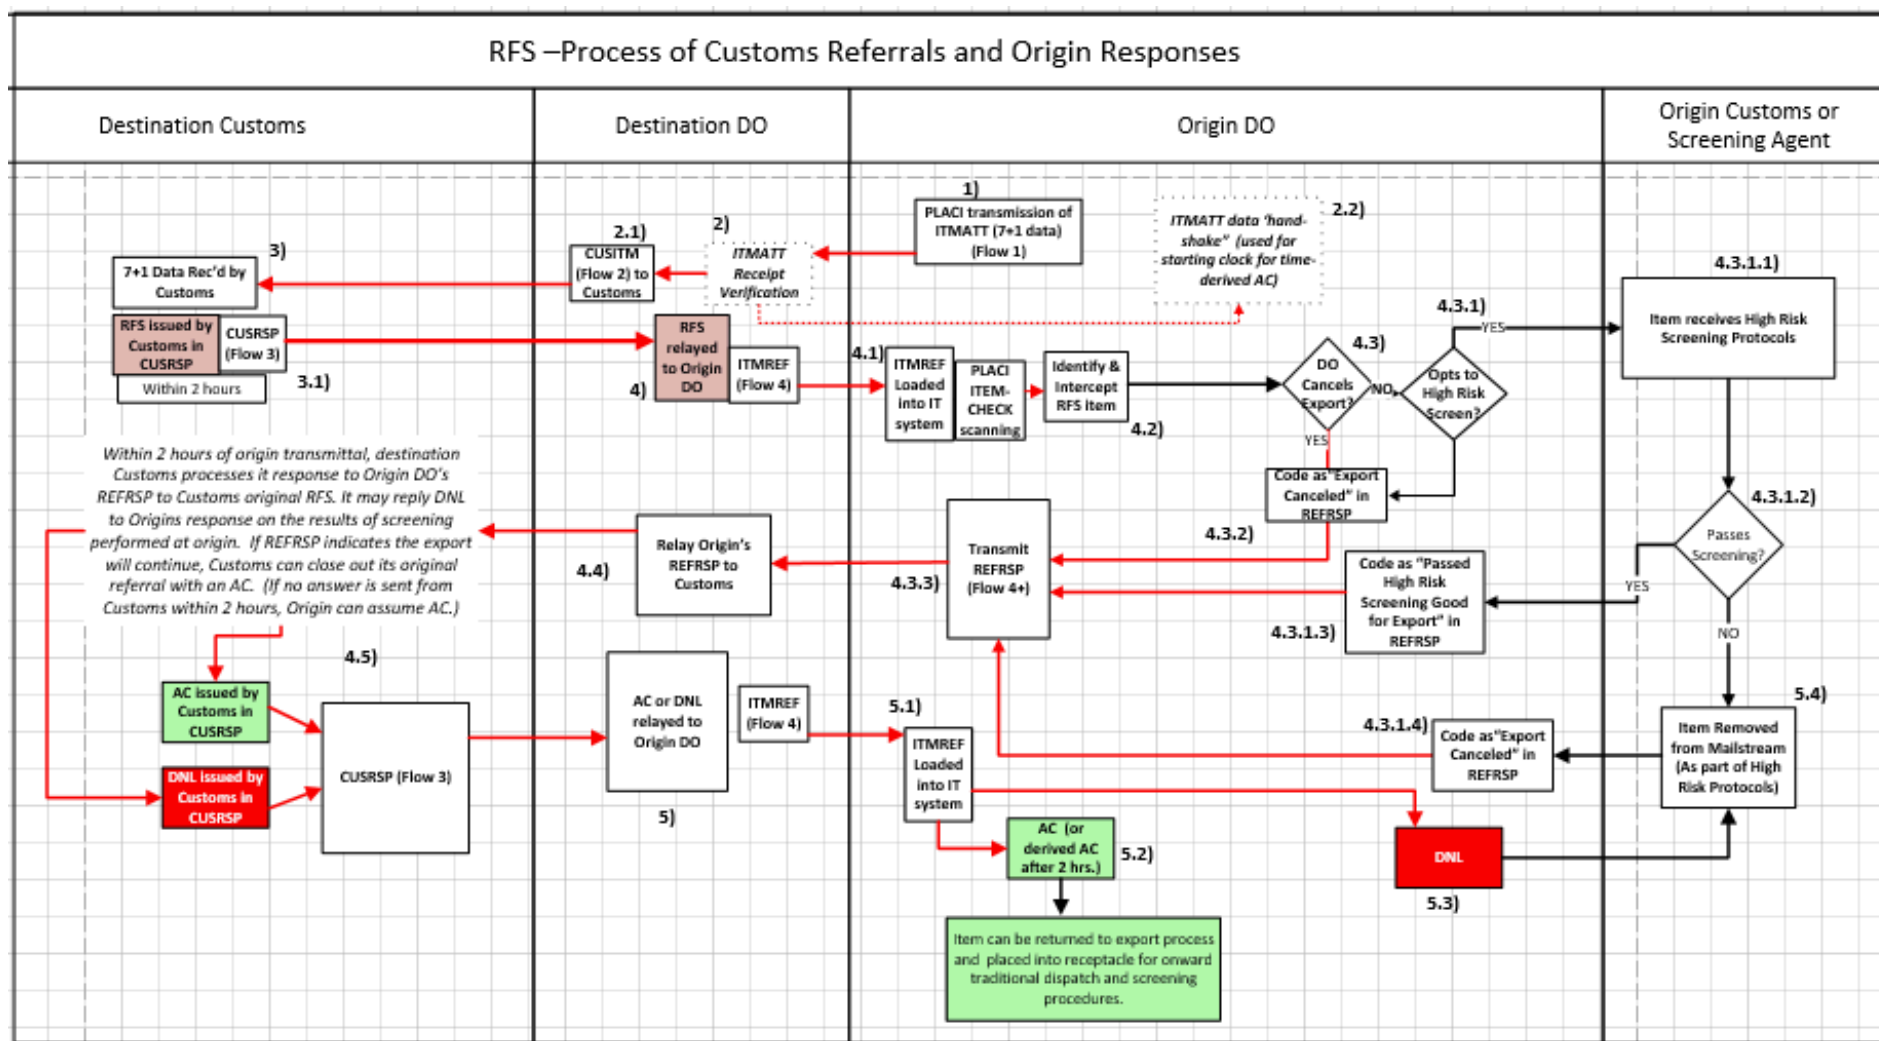 RFS –Process of Customs Referrals and Origin Responses
Destination Customs
Destination DO
Origin DO
Origin Customs or
Screening Agent
1)
PLACI transmission of
ITMATT (7+1 data)
(Flow 1)
2)
ITMATT
Receipt
Verification
2.1)
CUSITM
(Flow 2) to
Customs
2.2)
ITMATT data 'hand-
shake" (used for
starting clock for time-
derived AC)
3)
7+1 Data Rec'd by
Customs
RFS issued by
Customs in
CUSRSP
CUSRSP
(Flow 3)
Within 2 hours
3.1)
RFS
relayed
to Origin
DO
4)
ITMREF
(Flow 4)
4.1)
ITMREF
Loaded
into IT
system
PLACI
ITEM-
CHECK
scanning
Identify &
Intercept
RFS item
4.2)
4.3)
DO
Cancels
Export?
NO
YES
4.3.1)
Opts to
High Risk
Screen?
YES
4.3.1.1)
Item receives High Risk
Screening Protocols
4.3.1.2)
Passes
Screening?
YES
NO
Code as"Export
Canceled" in
REFRSP
4.3.2)
Code as "Passed
High Risk
Screening Good
for Export" in
REFRSP
4.3.1.3)
Transmit
REFRSP
(Flow 4+)
4.3.3)
Relay Origin's
REFRSP to
Customs
4.4)
Within 2 hours of origin transmittal, destination
Customs processes it response to Origin DO's
REFRSP to Customs original RFS. It may reply DNL
to Origins response on the results of screening
performed at origin. If REFRSP indicates the export
will continue, Customs can close out its original
referral with an AC. (If no answer is sent from
Customs within 2 hours, Origin can assume AC.)
4.5)
AC issued by
Customs in
CUSRSP
DNL issued by
Customs in
CUSRSP
CUSRSP (Flow 3)
AC or DNL
relayed to
Origin DO
5)
ITMREF
(Flow 4)
5.1)
ITMREF
Loaded
into IT
system
AC (or
derived AC
after 2 hrs.)
5.2)
Item can be returned to export process
and placed into receptacle for onward
traditional dispatch and screening
procedures.
4.3.1.4)
Code as"Export
Canceled" in
REFRSP
DNL
5.3)
5.4)
Item Removed
from Mailstream
(As part of High
Risk Protocols)